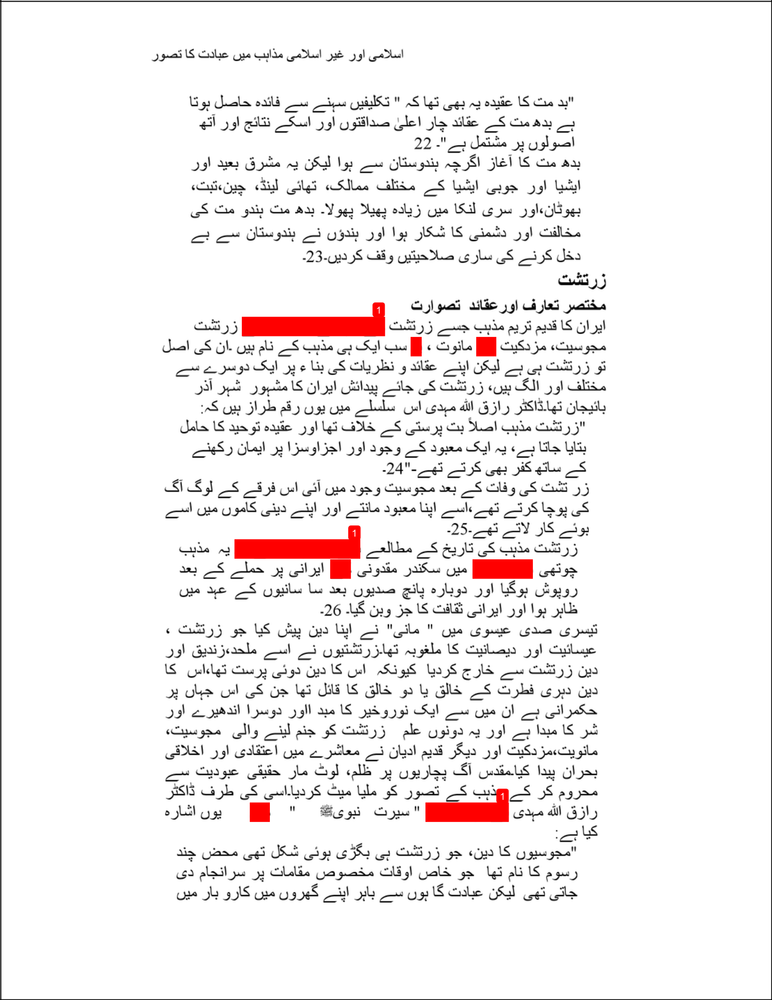 اسلامی اور غیر اسلامی مذاہب میں عبادت کا تصور
"بد مت کا عقیدہ یہ بھی تھا کہ " تکلیفیں سہنے سے فائدہ حاصل ہوتا
ہے بدھ مت کے عقائد چار اعلیٰ صداقتوں اور اسکے نتائج اور آتھ
اصولوں پر مشتمل ہے"۔ 22
بدھ مت کا آغاز اگرچہ ہندوستان سے ہوا لیکن یہ مشرق بعید اور
ایشیا اور جوبی ایشیا کے مختلف ممالک، تھائی لینڈ، چین،تبت،
بھوٹان،اور سری لنکا میں زیادہ پھیلا پھولا۔ بدھ مت ہندو مت کی
مخالفت اور دشمنی کا شکار ہوا اور ہندؤں نے ہندوستان سے بے
دخل کرنے کی ساری صلاحیتیں وقف کردیں۔23۔
زرتشت
مختصر تعارف اورعقائد تصوارت
1
ایران کا قدیم تریم مذہب جسے زرتشت زرتشت
مجوسیت، مزدکیت مانوت ، سب ایک ہی مذہب کے نام ہیں ۔ان کی اصل
تو زرتشت ہی ہے لیکن اپنے عقائد و نظریات کی بنا ء پر ایک دوسرے سے
مختلف اور الگ ہیں، زرتشت کی جائے پیدائش ایران کا مشہور شہر آذر
بائیجان تھا۔ڈاکٹر رازق اللہ مہدی اس سلسلے میں یوں رقم طراز ہیں کہ:
"زرتشت مذہب اصلاً بت پرستی کے خلاف تھا اور عقیدہ توحید کا حامل
بتایا جاتا ہے، یہ ایک معبود کے وجود اور اجزاوسزا پر ایمان رکھنے
کے ساتھ کفر بھی کرتے تھے۔"24۔
زر تشت کی وفات کے بعد مجوسیت وجود میں آئی اس فرقے کے لوگ آگ
کی پوچا کرتے تھے،اسے اپنا معبود مانتے اور اپنے دینی کاموں میں اسے
بوئے کار لاتے تھے۔25۔
1
زرتشت مذہب کی تاریخ کے مطالعے یہ مذہب
چوتھی میں سکندر مقدونی ایرانی پر حملے کے بعد
روپوش ہوگیا اور دوبارہ پانچ صدیوں بعد سا سانیوں کے عہد میں
ظاہر ہوا اور ایرانی ثقافت کا جز وبن گیا۔ 26۔
تیسری صدی عیسوی میں " مانی" نے اپنا دین پیش کیا جو زرتشت ،
عیسائیت اور دیصانیت کا ملغوبہ تھا۔زرتشتیوں نے اسے ملحد،زندیق اور
دین زرتشت سے خارج کردیا کیونکہ اس کا دین دوئی پرست تھا،اس کا
دین دہری فطرت کے خالق یا دو خالق کا قائل تھا جن کی اس جہاں پر
حکمرانی ہے ان میں سے ایک نوروخیر کا مبد ااور دوسرا اندھیرے اور
شر کا مبدا ہے اور یہ دونوں علم زرتشت کو جنم لینے والی مجوسیت،
مانویت،مزدکیت اور دیگر قدیم ادیان نے معاشرے میں اعتقادی اور اخلاقی
بحران پیدا کیا۔مقدس آگ پچاریوں پر ظلم، لوٹ مار حقیقی عبودیت سے
محروم کر کے ذہب کے تصور کو ملیا میٹ کردیا۔اسی کی طرف ڈاکٹر
1
رازق اللہ مہدی " سیرت نبویﷺ " یوں اشارہ
کیا ہے:
"مجوسیوں کا دین، جو زرتشت ہی بگڑی ہوئی شکل تھی محض چند
رسوم کا نام تھا جو خاص اوقات مخصوص مقامات پر سرانجام دی
جاتی تھی لیکن عبادت گا ہوں سے باہر اپنے گھروں میں کارو بار میں